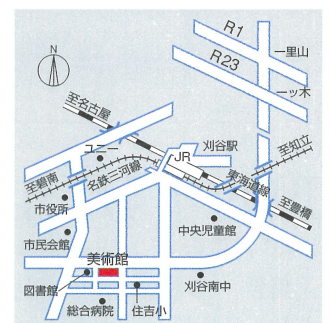 R1
一里山
N
R23
一ツ木
至名古屋
ユニー
刈谷駅
JR
至知立
至碧南
名鉄三河線
東海道線
市役所
至豊橋
中央児童館
市民会館
美術館
図書館
刈谷南中
総合病院
住吉小